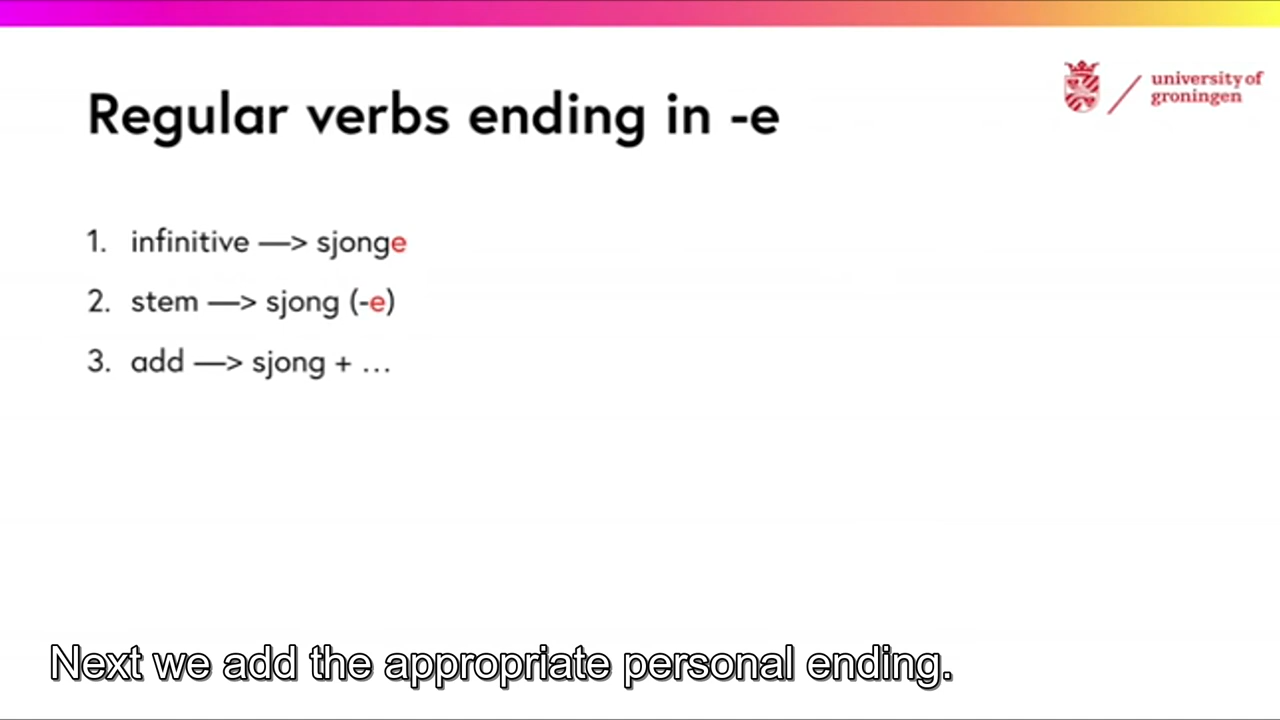 university of
groningen
Regular verbs ending in -e
1. infinitive —> sjonge
2. stem —> sjong (-e)
3. add —> sjong + ...
Next we add the appropriate personal ending.